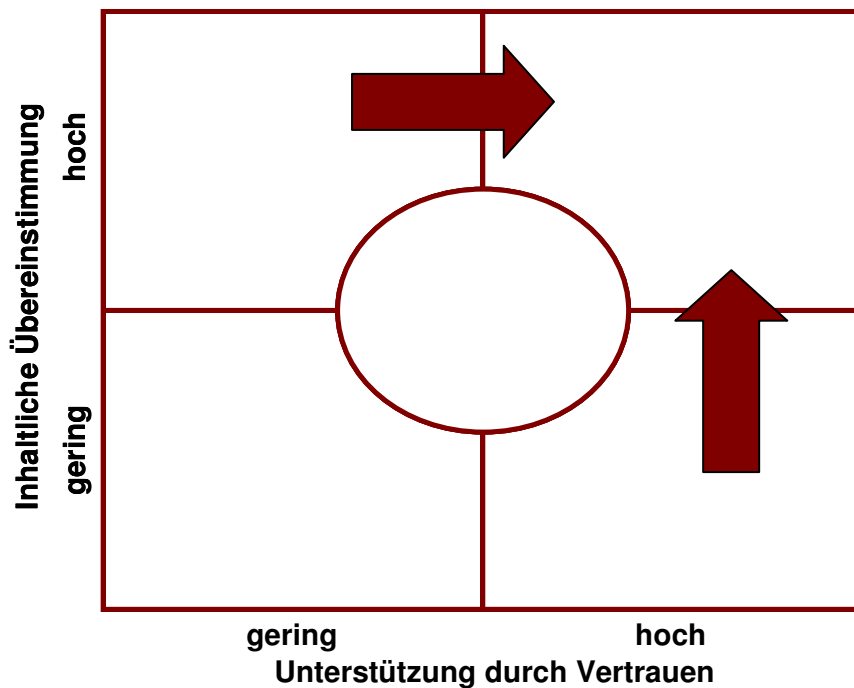 Inhaltliche Übereinstimmung
hoch
gering
gering
hoch
Unterstützung durch Vertrauen